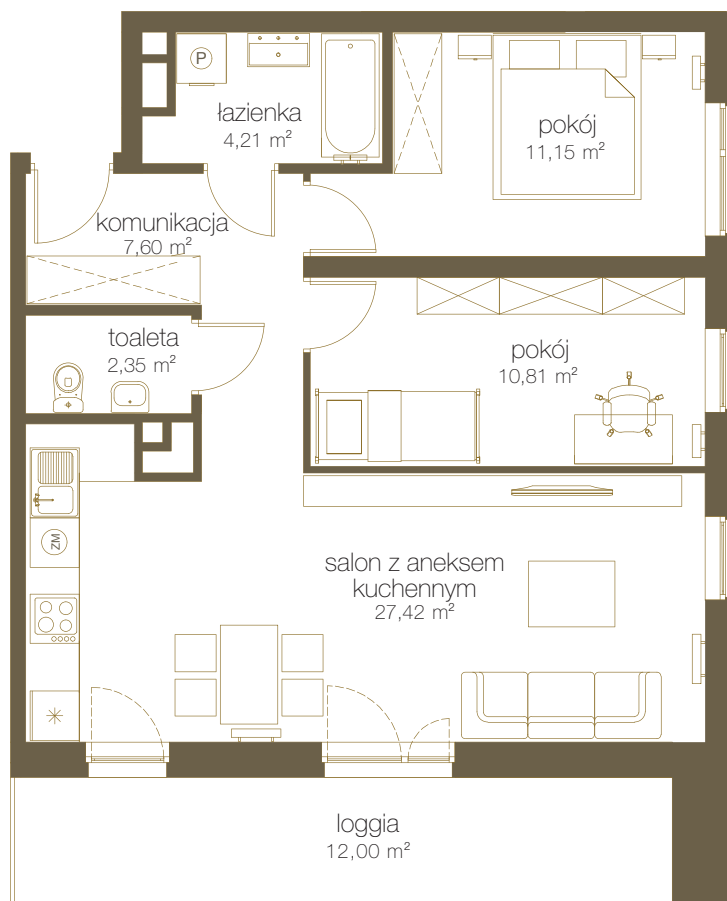 P
łazienka
4,21 m²
pokój
11,15 m²
komunikacja
7,60 m²
toaleta
2,35 m²
pokój
10,81 m²
ZM
salon z aneksem
kuchennym
27,42 m²
loggia
12,00 m²